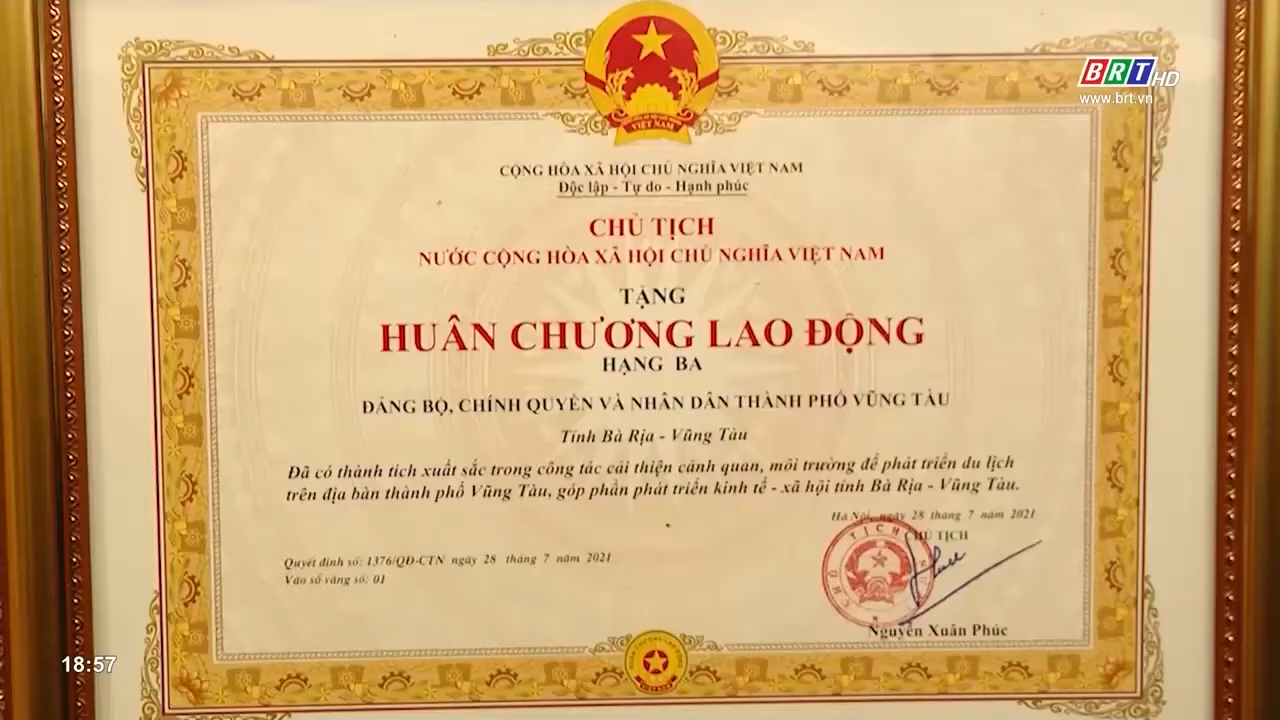 BRT HD
www.brt.vn
VIỆT NAM
CỘNG HÒA XÃ HỘI CHỦ NGHĨA VIỆT NAM
Độc lập - Tự do - Hạnh phúc
CHỦ TỊCH
NƯỚC CỘNG HÒA XÃ HỘI CHỦ NGHĨA VIỆT NAM
TẶNG
HUÂN CHƯƠNG LAO ĐỘNG
HẠNG BA
ĐẢNG BỘ, CHÍNH QUYỀN VÀ NHÂN DÂN THÀNH PHỐ VŨNG TÀU
Tỉnh Bà Rịa - Vũng Tàu
Đã có thành tích xuất sắc trong công tác cải thiện cảnh quan, môi trường để phát triển du lịch
trên địa bàn thành phố Vũng Tàu, góp phần phát triển kinh tế - xã hội tỉnh Bà Rịa - Vũng Tàu.
Hà Nội, ngày 28 tháng 7 năm 2021
CHỦ TỊCH
Quyết định số: 1376/QĐ-CTN ngày 28 tháng 7 năm 2021
Vào sổ vàng số: 01
Nguyễn Xuân Phúc
VIỆT NAM
18:57